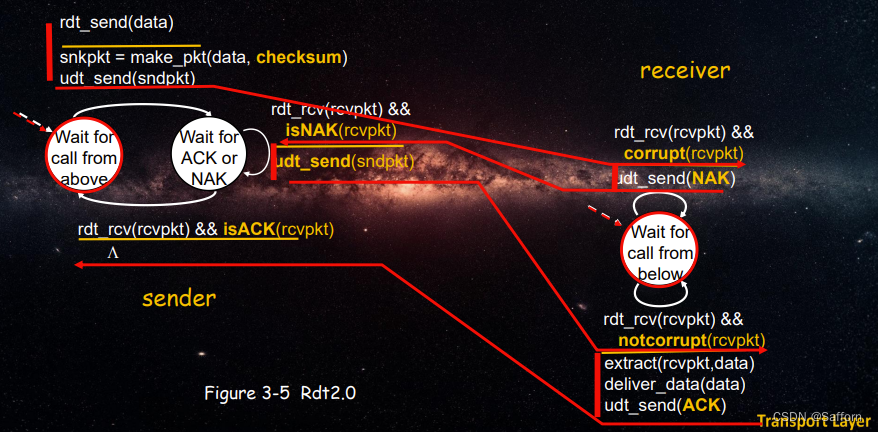 rdt_send(data)
snkpkt = make_pkt(data, checksum)
udt_send(sndpkt)
receiver
rdt_rcv(rcvpkt) &&
isNAK(rcvpkt)
udt_send(sndpkt)
rdt_rcv(rcvpkt) &&
corrupt(rcvpkt)
udt_send(NAK)
Wait for
call from
above
Wait for
ACK or
NAK
rdt_rcv(rcvpkt) && isACK(rcvpkt)
Λ
sender
Wait for
call from
below
rdt_rcv(rcvpkt) &&
notcorrupt(rcvpkt)
extract(rcvpkt,data)
deliver_data(data)
udt_send(ACK)
Figure 3-5 Rdt2.0
CSDN @Safforn
Transport Layer